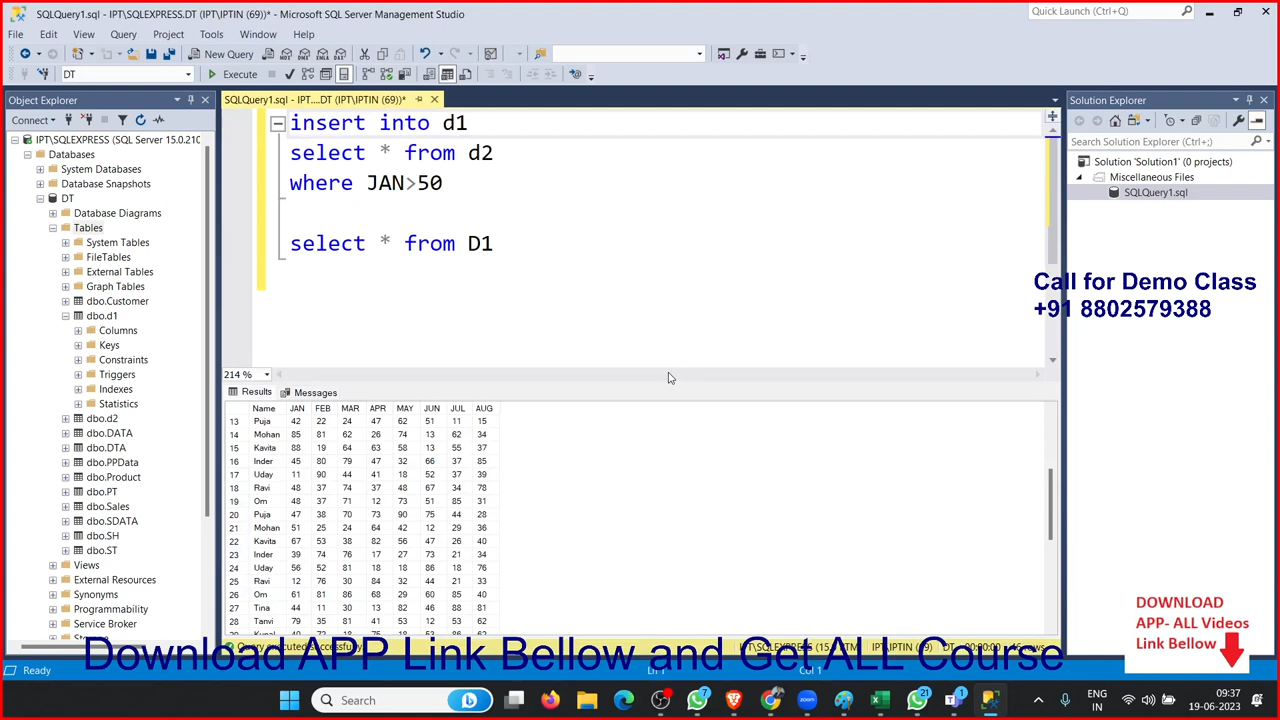 SQLQuery1.sql - IPT\SQLEXPRESS.DT (IPT\IPTIN (69))* - Microsoft SQL Server Management Studio
Quick Launch (Ctrl+Q)
File Edit View Query Project Tools Window Help
New Query
MDX DMX XMLA DAX
DT
Execute
Object Explorer
SQLQuery1.sql - IPT....DT (IPT\IPTIN (69))*
Solution Explorer
Connect
Search Solution Explorer (Ctrl+;)
IPT\SQLEXPRESS (SQL Server 15.0.210
Databases
System Databases
Database Snapshots
DT
Database Diagrams
Tables
System Tables
FileTables
External Tables
Graph Tables
dbo.Customer
dbo.d1
Columns
Keys
Constraints
Triggers
Indexes
Statistics
dbo.d2
dbo.DATA
dbo.DTA
dbo.PPData
dbo.Product
dbo.PT
dbo.Sales
dbo.SDATA
dbo.SH
dbo.ST
Views
External Resources
Synonyms
Programmability
Service Broker
insert into d1
select * from d2
where JAN>50
select * from D1
Solution 'Solution1' (0 projects)
Miscellaneous Files
SQLQuery1.sql
Call for Demo Class
+91 8802579388
214 %
Results Messages
Name JAN FEB MAR APR MAY JUN JUL AUG
13 Puja 42 22 24 47 62 51 11 15
14 Mohan 85 81 62 26 74 13 62 34
15 Kavita 88 19 64 63 58 13 55 37
16 Inder 45 80 79 47 32 66 37 85
17 Uday 11 90 44 41 18 52 37 39
18 Ravi 48 37 74 37 48 67 34 78
19 Om 48 37 71 12 73 51 85 31
20 Puja 47 38 70 73 90 75 44 28
21 Mohan 51 25 24 64 42 12 29 36
22 Kavita 67 53 38 82 56 47 26 40
23 Inder 39 74 76 17 27 73 21 34
24 Uday 56 52 81 18 18 86 18 76
25 Ravi 12 76 30 84 32 44 21 33
26 Om 61 81 86 68 29 60 85 40
27 Tina 44 11 30 13 82 46 88 81
28 Tanvi 79 35 81 41 53 12 53 62
DOWNLOAD
APP- ALL Videos
Link Bellow
Download APP Link Bellow and Get ALL Course
Ready
Search
7
21
1
zoom
ENG
IN
09:37
19-06-2023